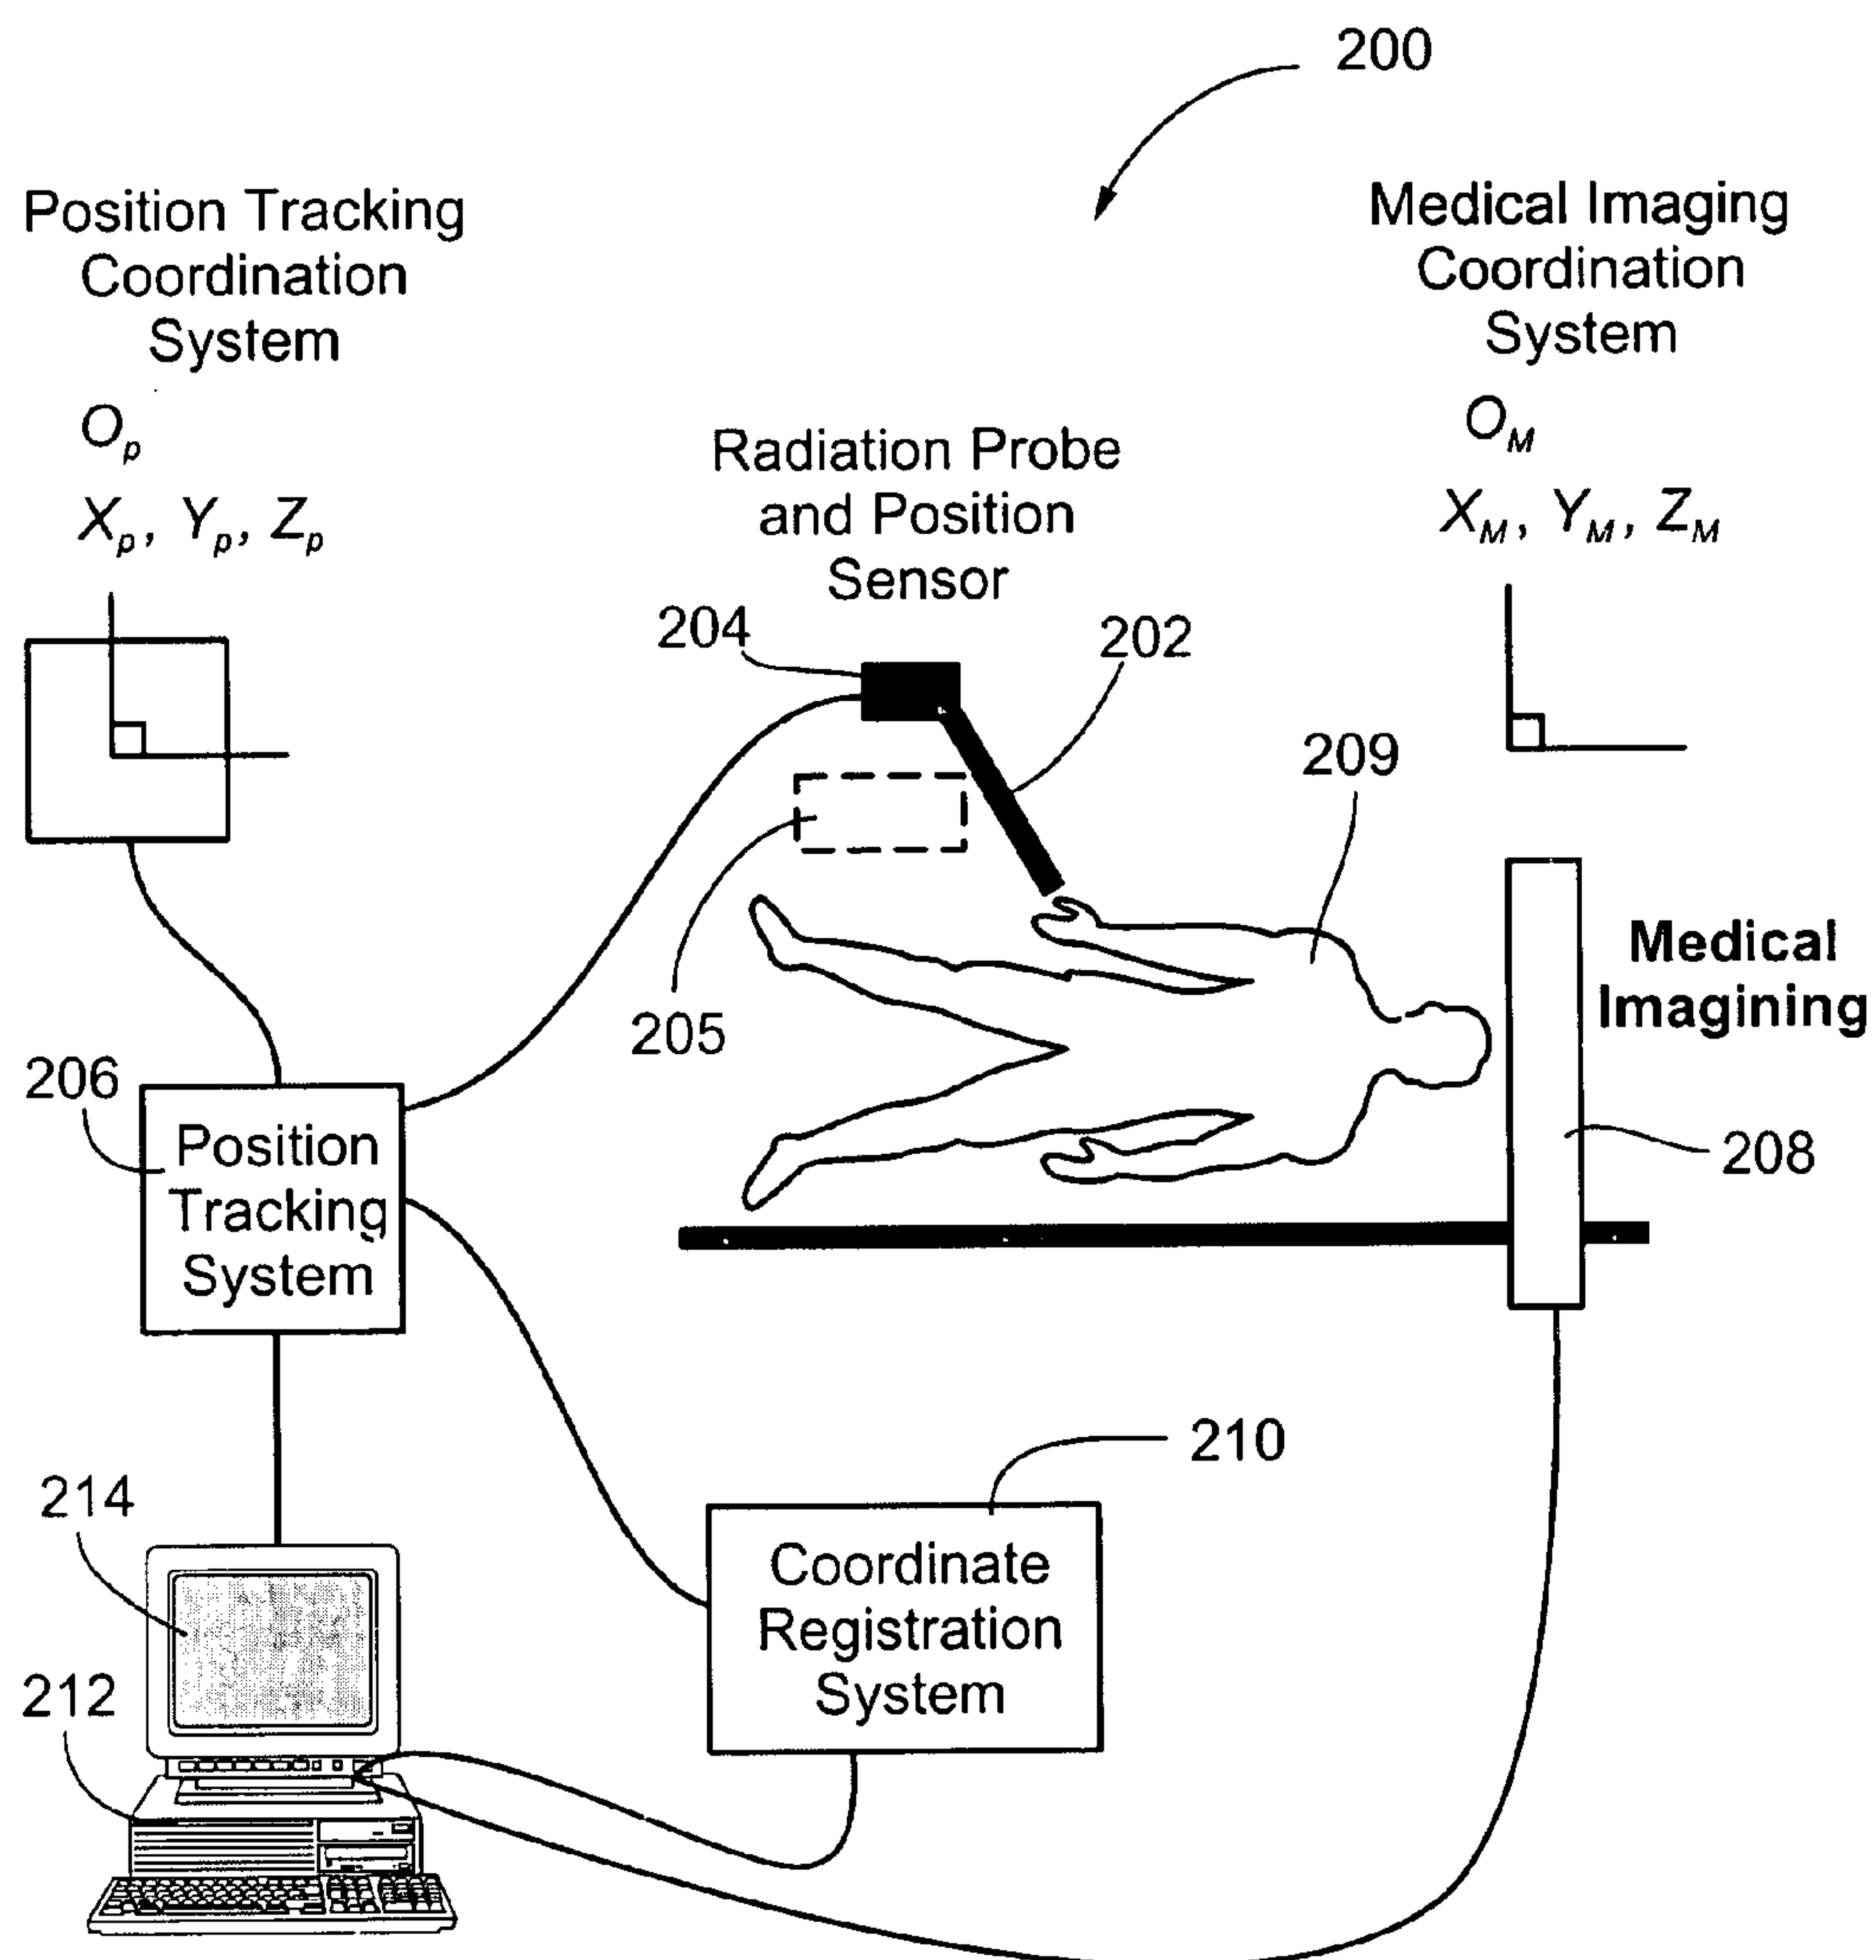 200
Position Tracking
Coordination
System
Medical Imaging
Coordination
System
Op
Xp, Yp, Zp
OM
XM, YM, ZM
Radiation Probe
and Position
Sensor
204
202
209
205
Medical
Imagining
208
206
Position
Tracking
System
210
Coordinate
Registration
System
214
212